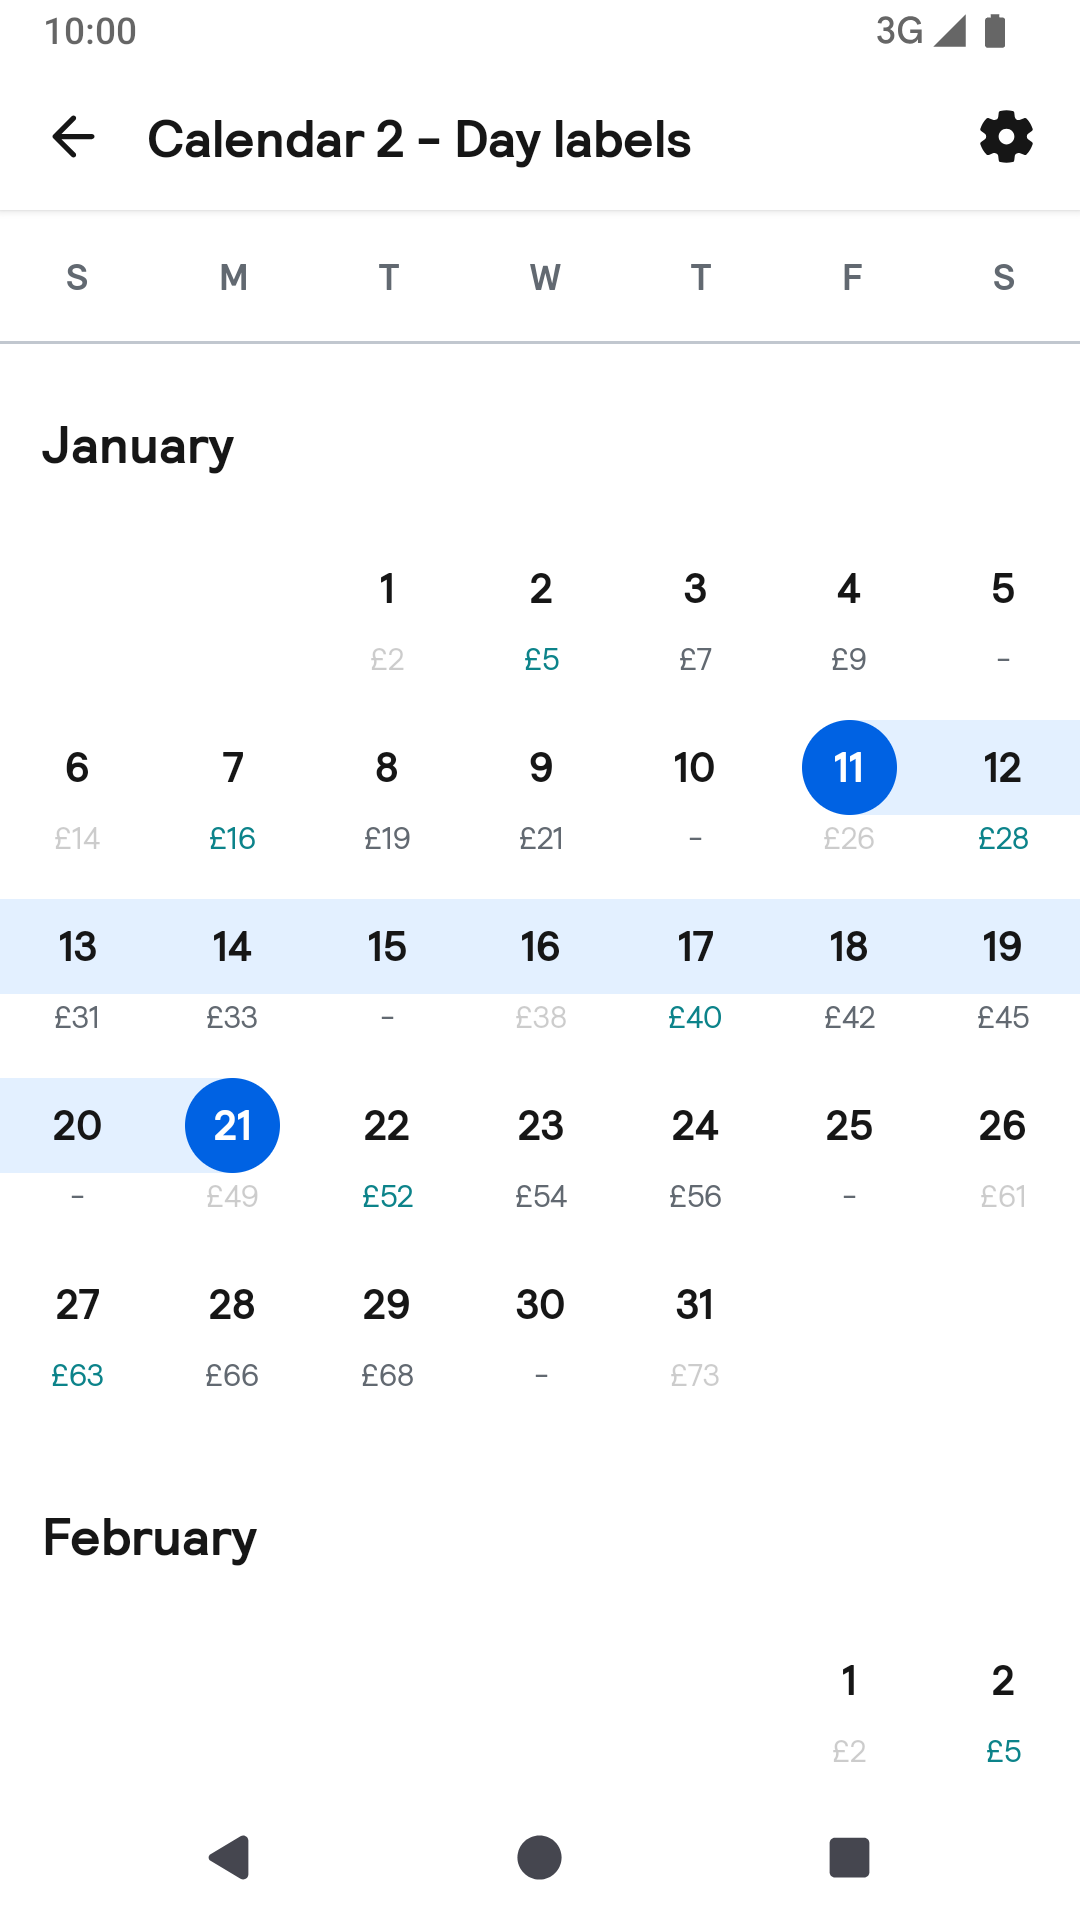 10:00 3G
Calendar 2 – Day labels
S M T W T F S
January
1 2 3 4 5
£2 £5 £7 £9 -
6 7 8 9 10 11 12
£14 £16 £19 £21 - £26 £28
13 14 15 16 17 18 19
£31 £33 - £38 £40 £42 £45
20 21 22 23 24 25 26
- £49 £52 £54 £56 - £61
27 28 29 30 31
£63 £66 £68 - £73
February
1 2
£2 £5